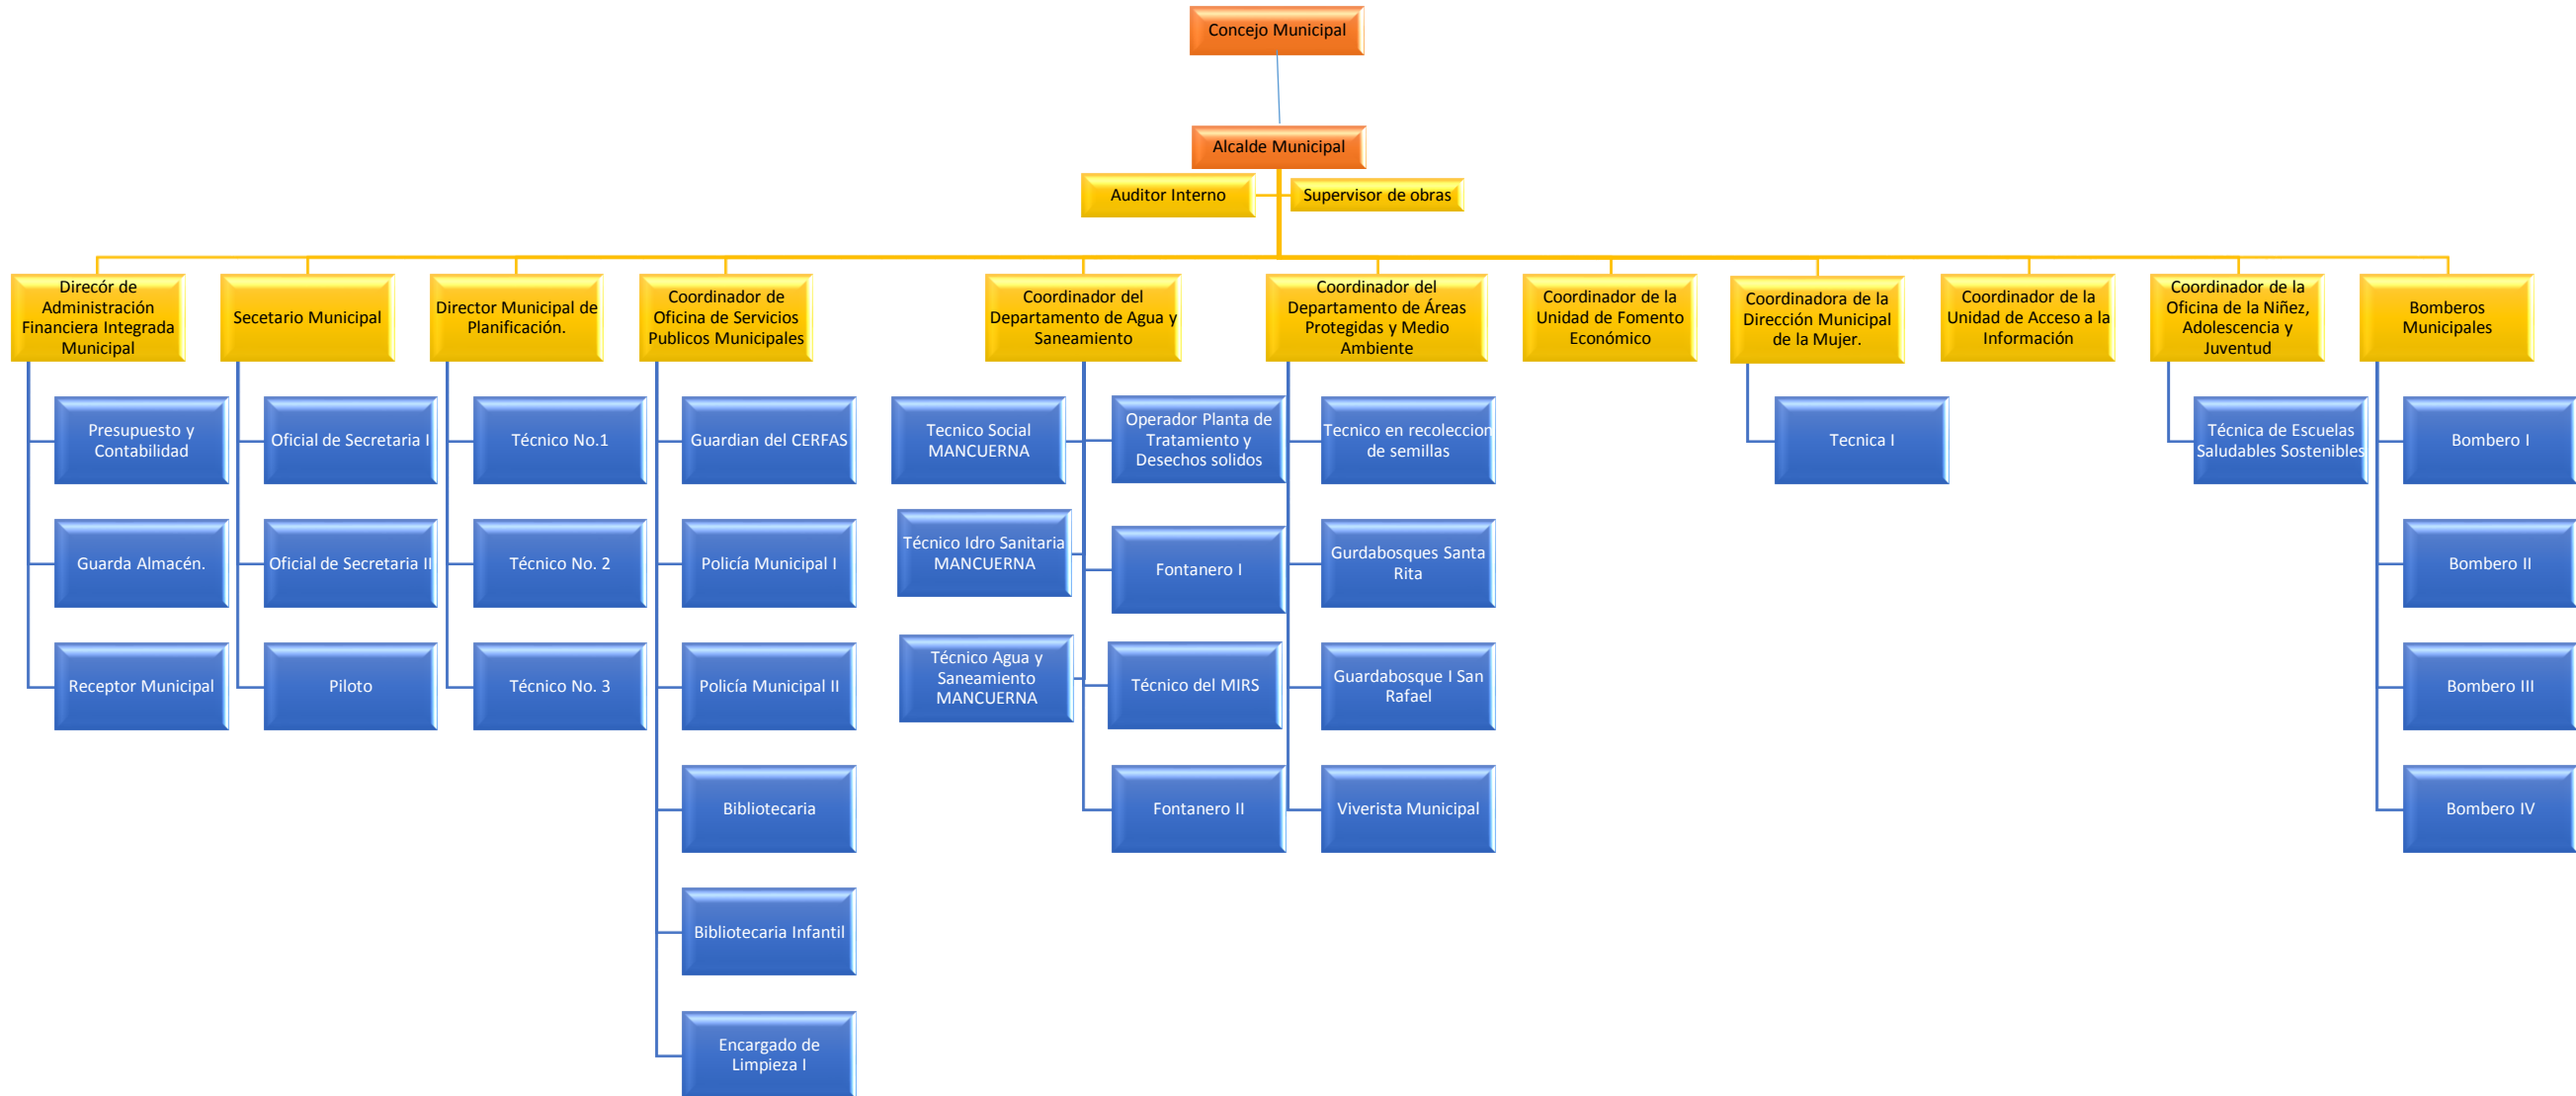 Concejo Municipal
Alcalde Municipal
Auditor Interno
Supervisor de obras
Direcór de
Administración
Financiera Integrada
Municipal
Secetario Municipal
Director Municipal de
Planificación.
Coordinador de
Oficina de Servicios
Publicos Municipales
Coordinador del
Departamento de Agua y
Saneamiento
Coordinador del
Departamento de Áreas
Protegidas y Medio
Ambiente
Coordinador de la
Unidad de Fomento
Económico
Coordinadora de la
Dirección Municipal
de la Mujer.
Coordinador de la
Unidad de Acceso a la
Información
Coordinador de la
Oficina de la Niñez,
Adolescencia y
Juventud
Bomberos
Municipales
Presupuesto y
Contabilidad
Guarda Almacén.
Receptor Municipal
Oficial de Secretaria I
Oficial de Secretaria II
Piloto
Técnico No.1
Técnico No. 2
Técnico No. 3
Guardian del CERFAS
Policía Municipal I
Policía Municipal II
Bibliotecaria
Bibliotecaria Infantil
Encargado de
Limpieza I
Tecnico Social
MANCUERNA
Técnico Idro Sanitaria
MANCUERNA
Técnico Agua y
Saneamiento
MANCUERNA
Operador Planta de
Tratamiento y
Desechos solidos
Fontanero I
Técnico del MIRS
Fontanero II
Tecnico en recoleccion
de semillas
Gurdabosques Santa
Rita
Guardabosque I San
Rafael
Viverista Municipal
Tecnica I
Técnica de Escuelas
Saludables Sostenibles
Bombero I
Bombero II
Bombero III
Bombero IV